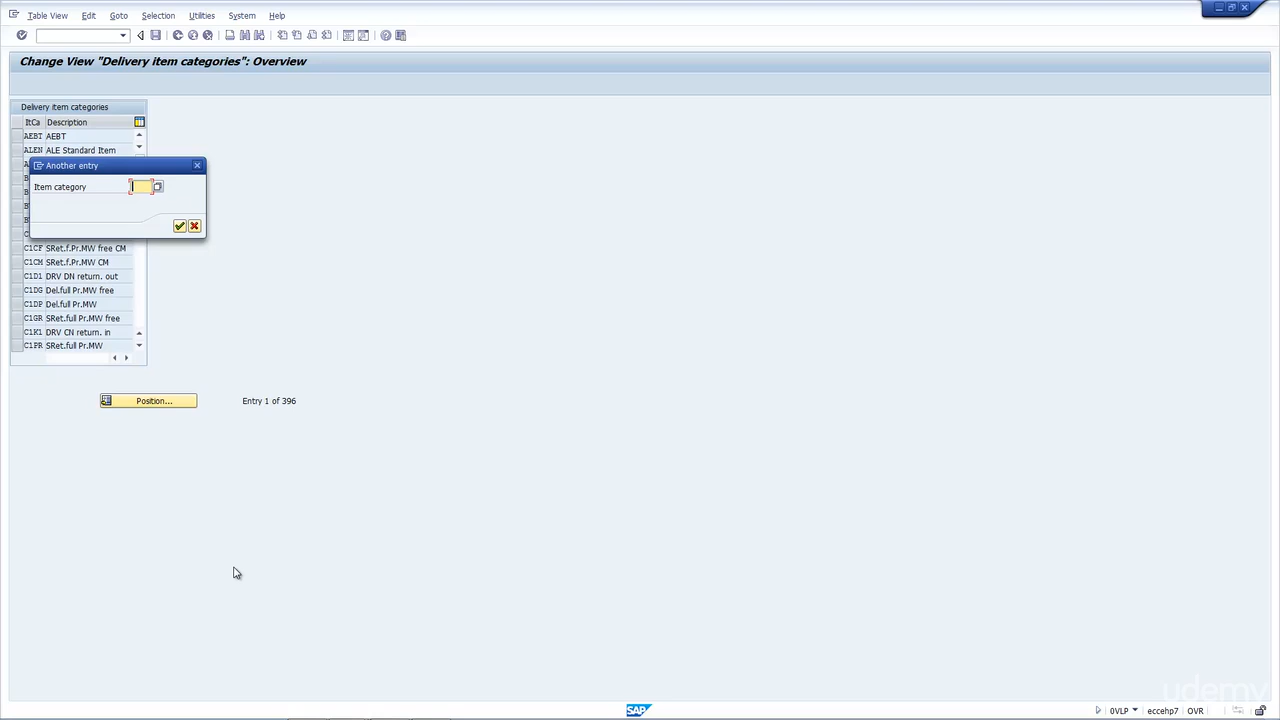 Table View Edit Goto Selection Utilities System Help
Change View "Delivery item categories": Overview
Delivery item categories
ItCa Description
AEBT AEBT
ALEN ALE Standard Item
Another entry
Item category
C1CF SRet.f.Pr.MW free CM
C1CM SRet.f.Pr.MW CM
C1D1 DRV DN return. out
C1DG Del.full Pr.MW free
C1DP Del.full Pr.MW
C1GR SRet.full Pr.MW free
C1K1 DRV CN return. in
C1PR SRet.full Pr.MW
Position... Entry 1 of 396
udemy
SAP 0VLP eccehp7 OVR